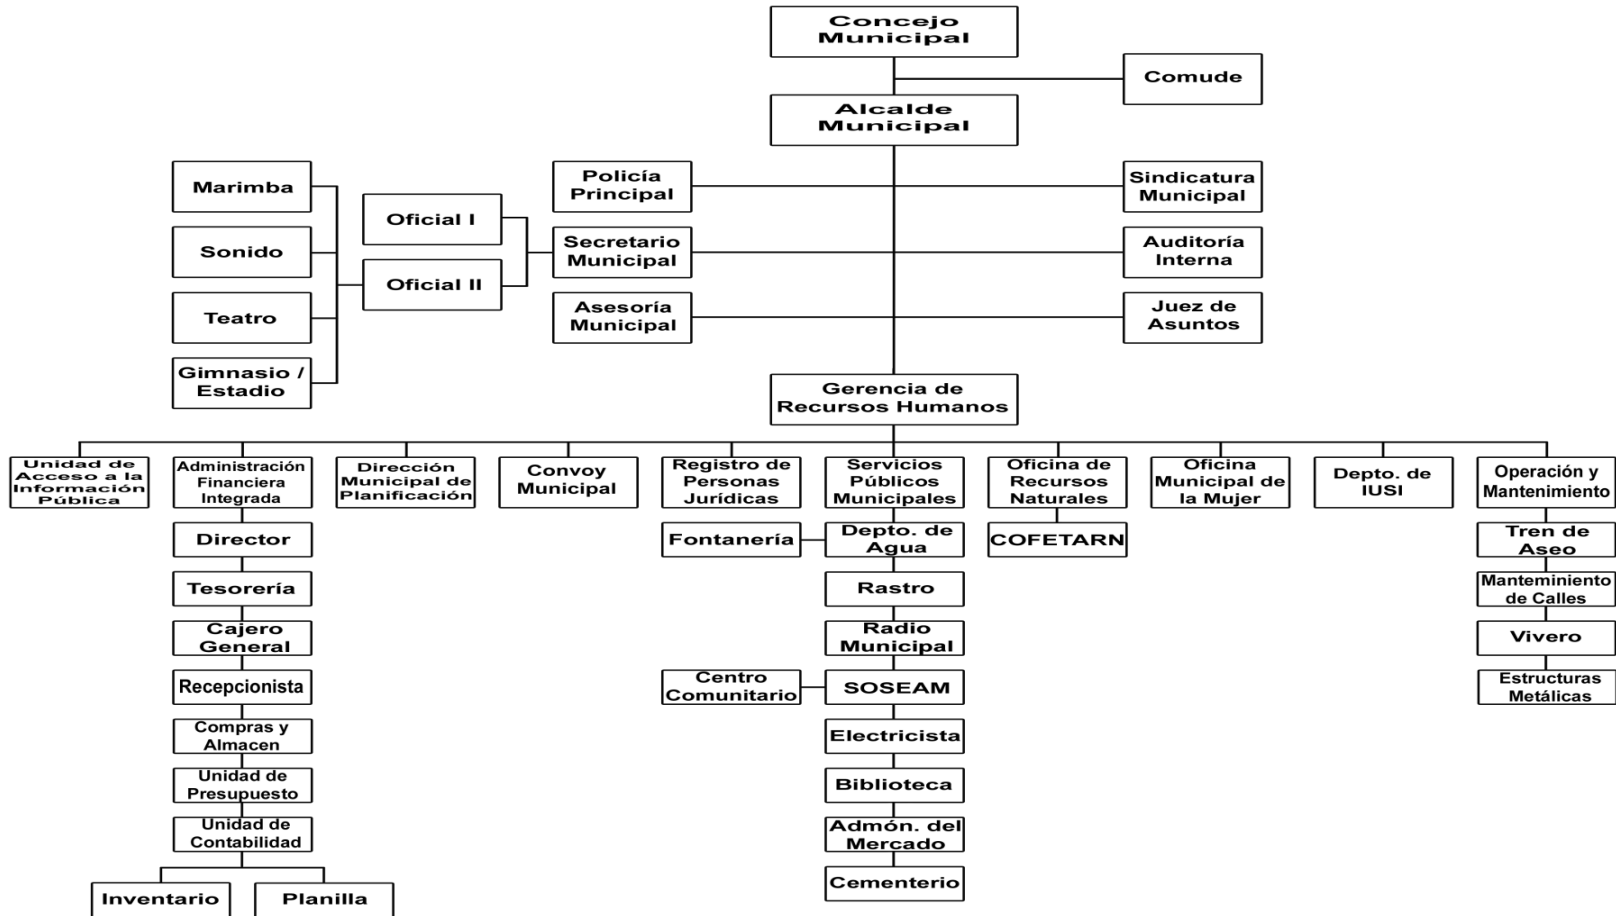 Concejo
Municipal
Comude
Alcalde
Municipal
Marimba
Sonido
Teatro
Gimnasio /
Estadio
Oficial I
Oficial II
Policía
Principal
Secretario
Municipal
Asesoría
Municipal
Sindicatura
Municipal
Auditoría
Interna
Juez de
Asuntos
Gerencia de
Recursos Humanos
Unidad de
Acceso a la
Información
Pública
Administración
Financiera
Integrada
Dirección
Municipal de
Planificación
Convoy
Municipal
Registro de
Personas
Jurídicas
Servicios
Públicos
Municipales
Oficina de
Recursos
Naturales
Oficina
Municipal de
la Mujer
Depto. de
IUSI
Operación y
Mantenimiento
Director
Tesorería
Cajero
General
Recepcionista
Compras y
Almacen
Unidad de
Presupuesto
Unidad de
Contabilidad
Inventario
Planilla
Fontanería
Depto. de
Agua
Rastro
Radio
Municipal
Centro
Comunitario
SOSEAM
Electricista
Biblioteca
Admón. del
Mercado
Cementerio
COFETARN
Tren de
Aseo
Manteminiento
de Calles
Vivero
Estructuras
Metálicas